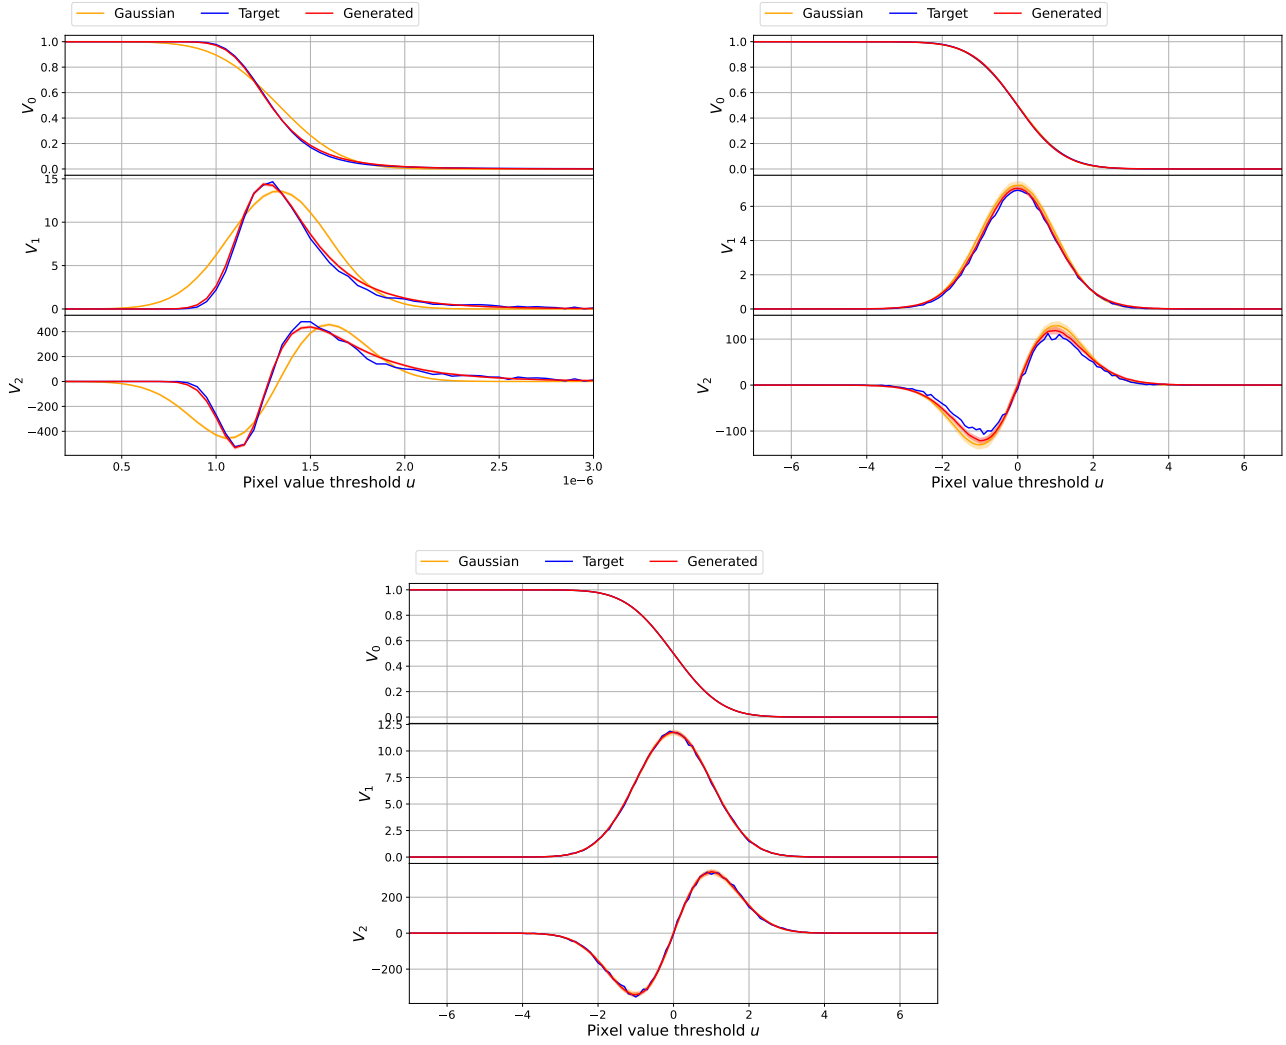 Gaussian Target Generated
1.0
0.8
0.6
0.4
0.2
0.0
V0
15
10
5
0
V1
400
200
0
−200
−400
V2
0.5 1.0 1.5 2.0 2.5 3.0
Pixel value threshold u 1e−6
Gaussian Target Generated
1.0
0.8
0.6
0.4
0.2
0.0
V0
6
4
2
0
V1
100
0
−100
V2
−6 −4 −2 0 2 4 6
Pixel value threshold u
Gaussian Target Generated
1.0
0.8
0.6
0.4
0.2
0.0
V0
12.5
10.0
7.5
5.0
2.5
0.0
V1
200
0
−200
V2
−6 −4 −2 0 2 4 6
Pixel value threshold u